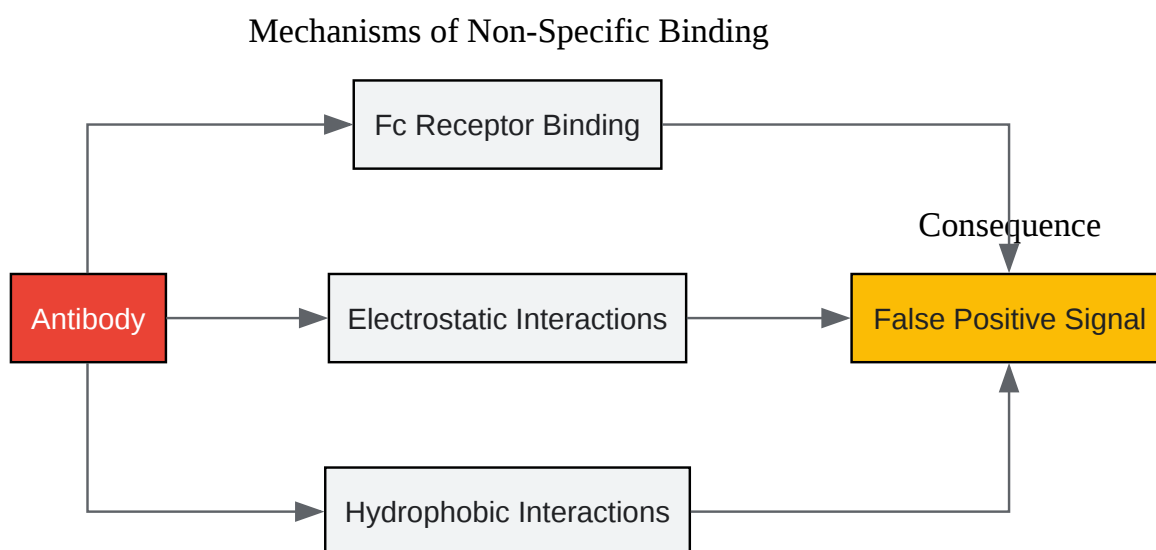 Mechanisms of Non-Specific Binding
Fc Receptor Binding
Consequence
Antibody
Electrostatic Interactions
False Positive Signal
Hydrophobic Interactions